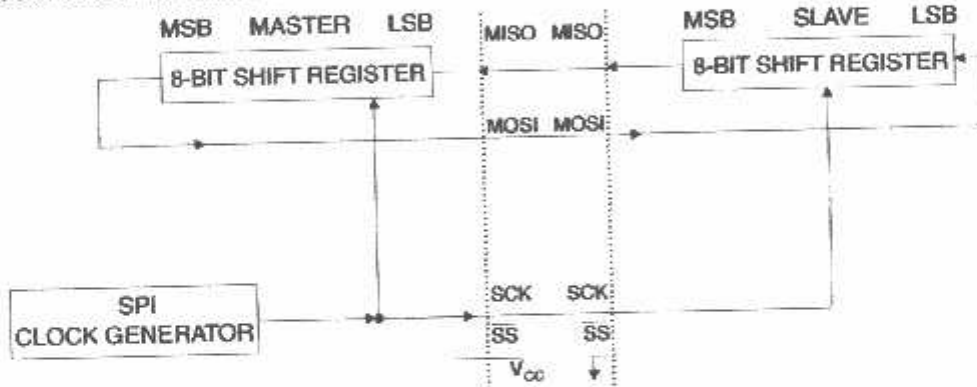 MSB MASTER LSB
MISO MISO
MSB SLAVE LSB
8-BIT SHIFT REGISTER
8-BIT SHIFT REGISTER
MOSI MOSI
SPI
CLOCK GENERATOR
SCK SCK
SS SS
VCC